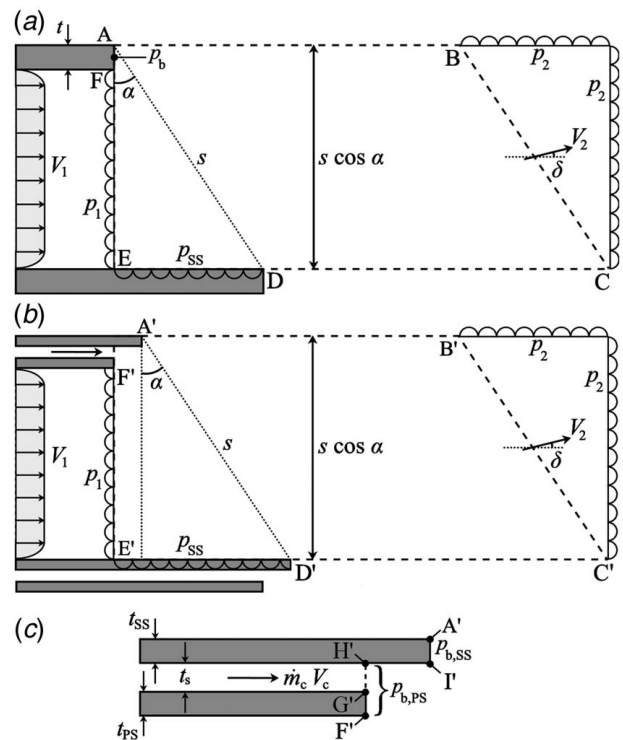 (a)
t
A
p_b
F
α
s
V_1
p_1
E
p_SS
D
s cos α
B
p_2
p_2
V_2
δ
C
(b)
A'
F'
α
s
V_1
p_1
E'
p_SS
D'
s cos α
B'
p_2
p_2
V_2
δ
C'
(c)
t_SS
H'
A'
p_b,SS
I'
t_s
ṁ_c V_c
p_b,PS
G'
t_PS
F'